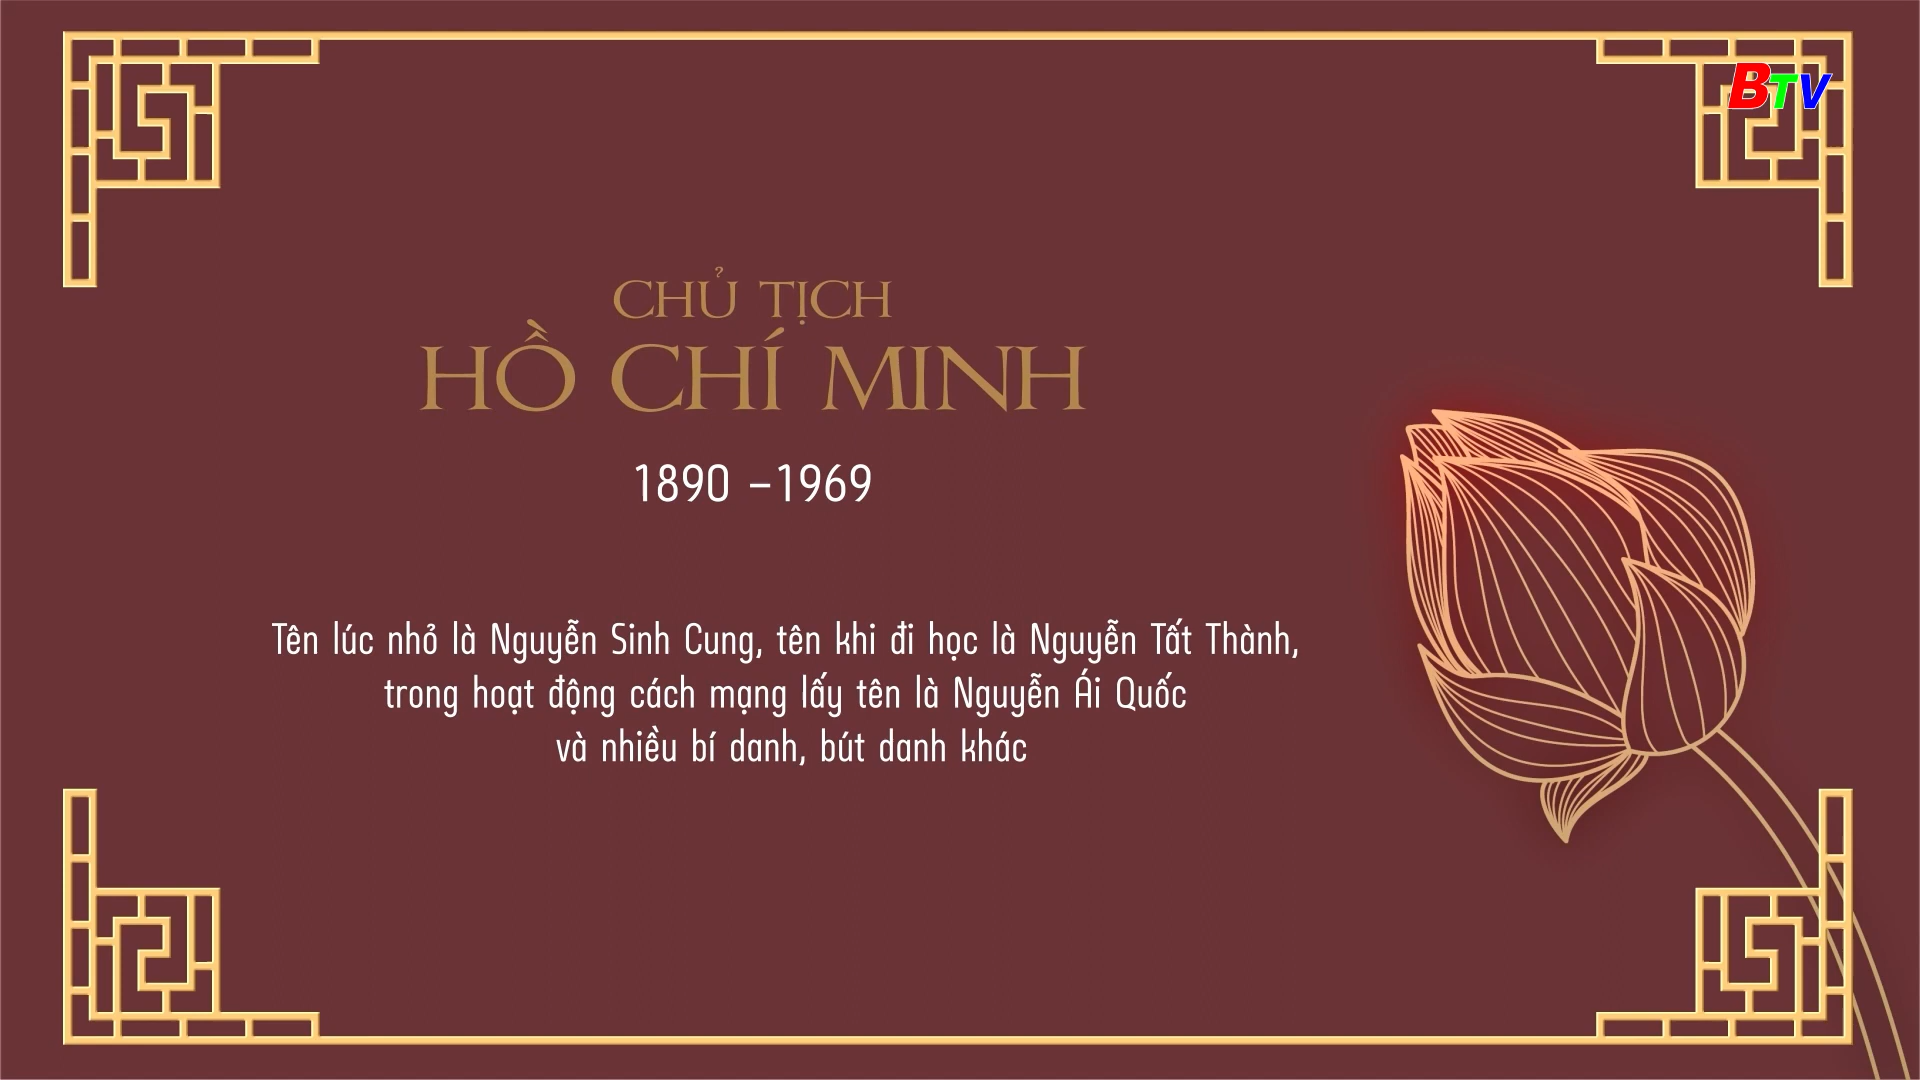 BTV
CHỦ TỊCH
HỒ CHÍ MINH
1890 –1969
Tên lúc nhỏ là Nguyễn Sinh Cung, tên khi đi học là Nguyễn Tất Thành,
trong hoạt động cách mạng lấy tên là Nguyễn Ái Quốc
và nhiều bí danh, bút danh khác